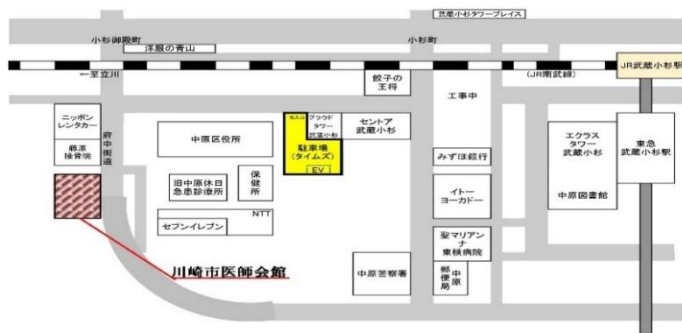 武蔵小杉タワープレイス
小杉御殿町
小杉町
洋服の青山
JR武蔵小杉駅
←至立川
(JR南武線)
餃子の
王将
工事中
ニッポン
レンタカー
府中街道
中原区役所
プラウド
タワー
武蔵小杉
セントア
武蔵小杉
駐車場
(タイムズ)
EV
エクラス
タワー
武蔵小杉
中原図書館
東急
武蔵小杉駅
接骨院
みずほ銀行
旧中原休日
急患診療所
保健所
イトー
ヨーカドー
セブンイレブン
NTT
聖マリアン
ナ
東横病院
川崎市医師会館
中原警察署
中原
郵便局